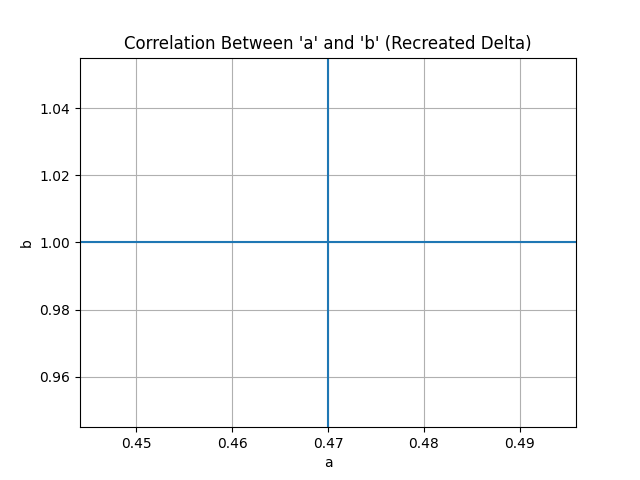 Correlation Between 'a' and 'b' (Recreated Delta)
1.04
1.02
1.00
0.98
0.96
b
0.45 0.46 0.47 0.48 0.49
a